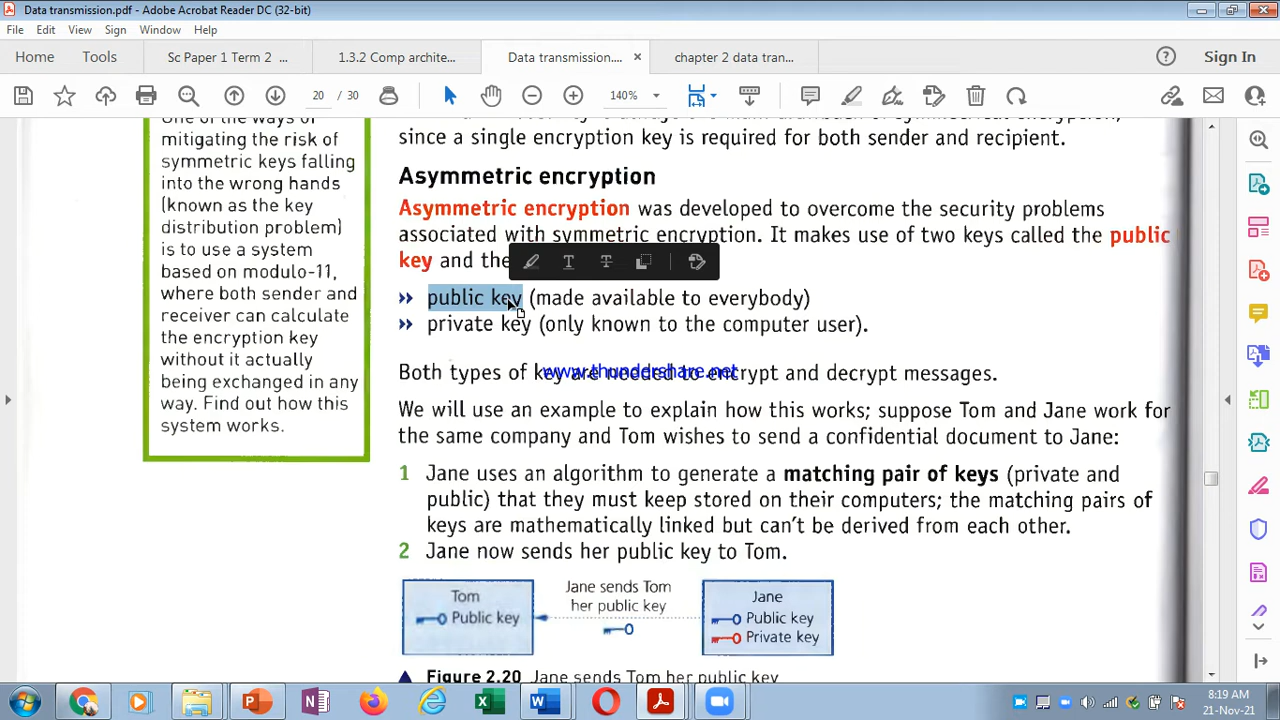 Data transmission.pdf - Adobe Acrobat Reader DC (32-bit)
File Edit View Sign Window Help
Home Tools Sc Paper 1 Term 2 ... 1.3.2 Comp archite... Data transmission.... × chapter 2 data tran... Sign In
20 / 30 140%
One of the ways of
mitigating the risk of
symmetric keys falling
into the wrong hands
(known as the key
distribution problem)
is to use a system
based on modulo-11,
where both sender and
receiver can calculate
the encryption key
without it actually
being exchanged in any
way. Find out how this
system works.
since a single encryption key is required for both sender and recipient.
Asymmetric encryption
Asymmetric encryption was developed to overcome the security problems
associated with symmetric encryption. It makes use of two keys called the public
key and the
» public key (made available to everybody)
» private key (only known to the computer user).
Both types of key are needed to encrypt and decrypt messages.
www.thundershare.net
We will use an example to explain how this works; suppose Tom and Jane work for
the same company and Tom wishes to send a confidential document to Jane:
1 Jane uses an algorithm to generate a matching pair of keys (private and
public) that they must keep stored on their computers; the matching pairs of
keys are mathematically linked but can't be derived from each other.
2 Jane now sends her public key to Tom.
Tom
Public key
Jane sends Tom
her public key
Jane
Public key
Private key
Figure 2.20 Jane sends Tom her public key
8:19 AM
21-Nov-21